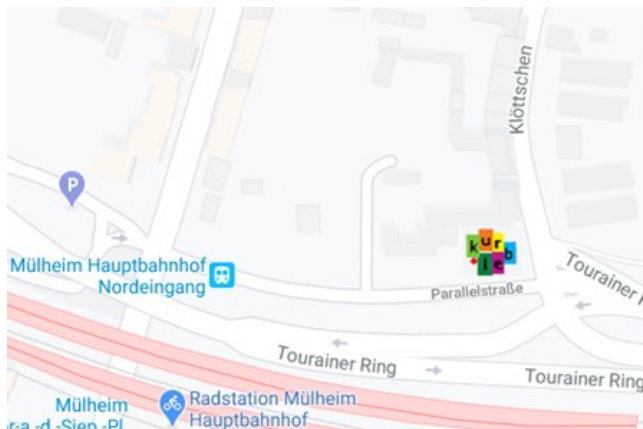 Klöttschen
P
Mülheim Hauptbahnhof
Nordeingang
k u r
b
l e
Parallelstraße
Tourainer
Tourainer Ring
Tourainer Ring
Radstation Mülheim
Hauptbahnhof
Mülheim